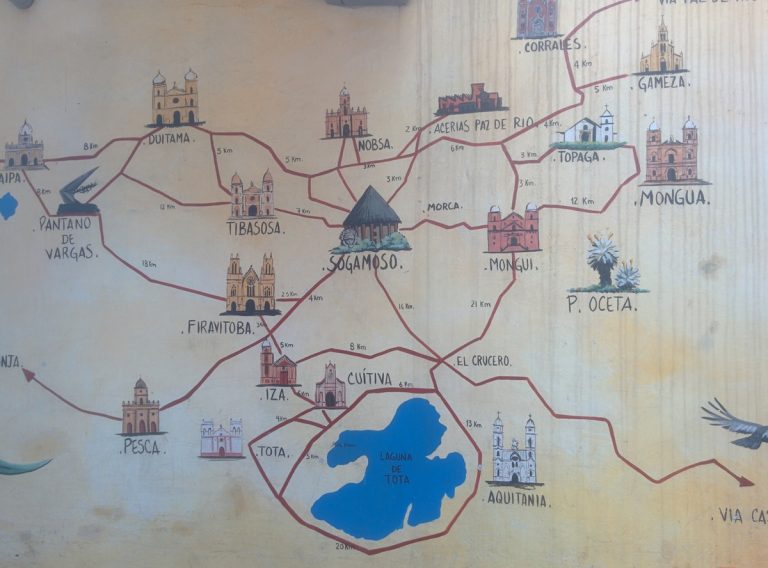 . CORRALES.
4 Km
5 Km
. GAMEZA.
DUITAMA.
8 Km
. NOBSA.
. ACERIAS PAZ DE RIO.
2 Km
4 Km
6 Km
3 Km
. TOPAGA.
AIPA.
8 Km
5 Km
5 Km
3 Km
3 Km
3 Km
. MONGUA.
12 Km
12 Km
7 Km
. MORCA.
PANTANO
DE
VARGAS.
TIBASOSA.
. SOGAMOSO.
. MONGUI.
P. OCETA.
13 Km
2.5 Km
4 Km
16 Km
21 Km
. FIRAVITOBA.
5 Km
8 Km
. EL CRUCERO.
NJA.
. IZA.
CUÍTIVA
6 Km
4 Km
13 Km
. PESCA.
. TOTA.
LAGUNA
DE
TOTA
. AQUITANIA.
20 Km
. VIA CA